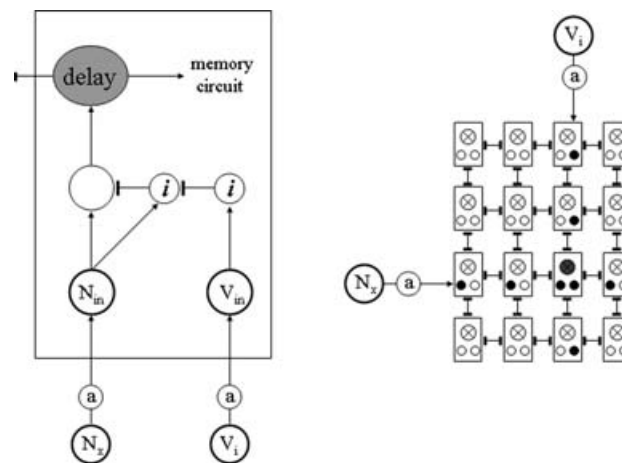 delay
memory
circuit
i
i
N_in
V_in
a
a
N_x
V_i
V_i
a
N_x
a